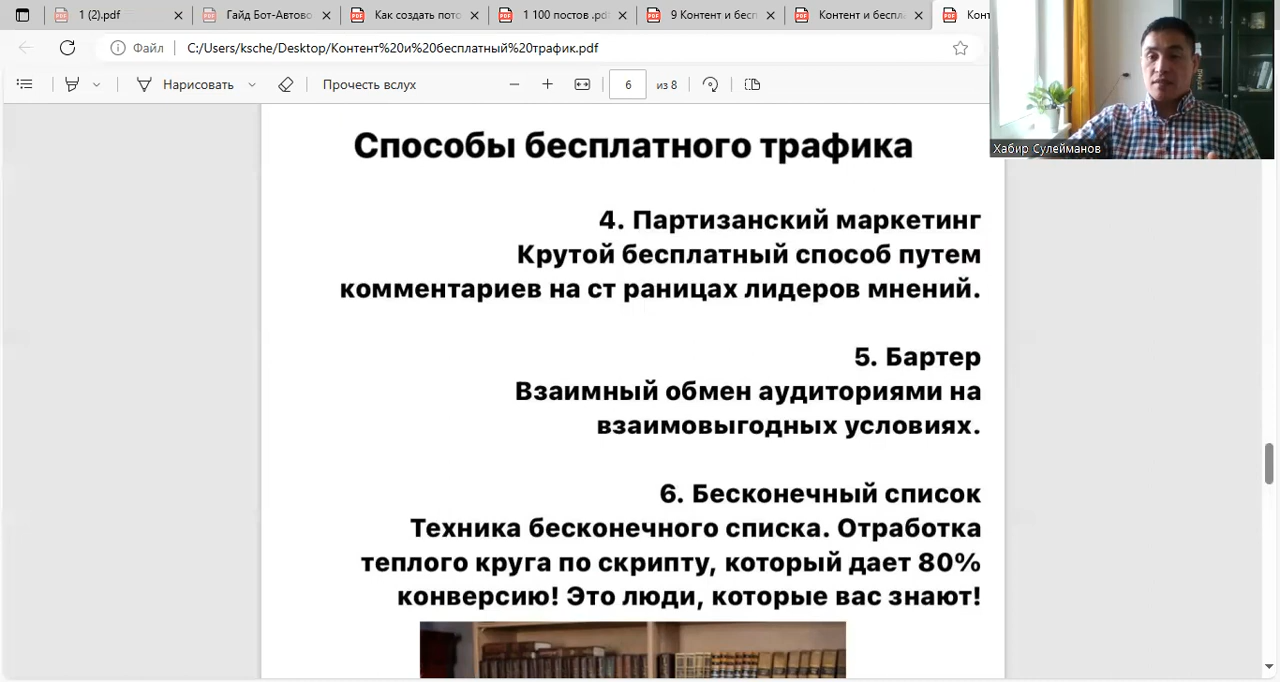 1 (2).pdf
Гайд Бот-Автово
Как создать пото
1 100 постов .pd
9 Контент и бесп
Контент и беспла
Конт
Файл
C:/Users/ksche/Desktop/Контент%20и%20бесплатный%20трафик.pdf
Нарисовать
Прочесть вслух
6
из 8
Хабир Сулейманов
Способы бесплатного трафика
4. Партизанский маркетинг
Крутой бесплатный способ путем
комментариев на ст раницах лидеров мнений.
5. Бартер
Взаимный обмен аудиториями на
взаимовыгодных условиях.
6. Бесконечный список
Техника бесконечного списка. Отработка
теплого круга по скрипту, который дает 80%
конверсию! Это люди, которые вас знают!